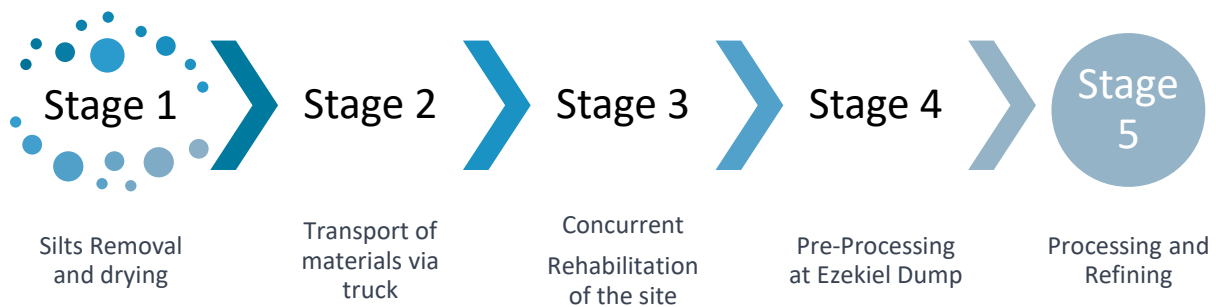 Stage 1
Stage 2
Stage 3
Stage 4
Stage
5
Silts Removal
and drying
Transport of
materials via
truck
Concurrent
Rehabilitation
of the site
Pre-Processing
at Ezekiel Dump
Processing and
Refining